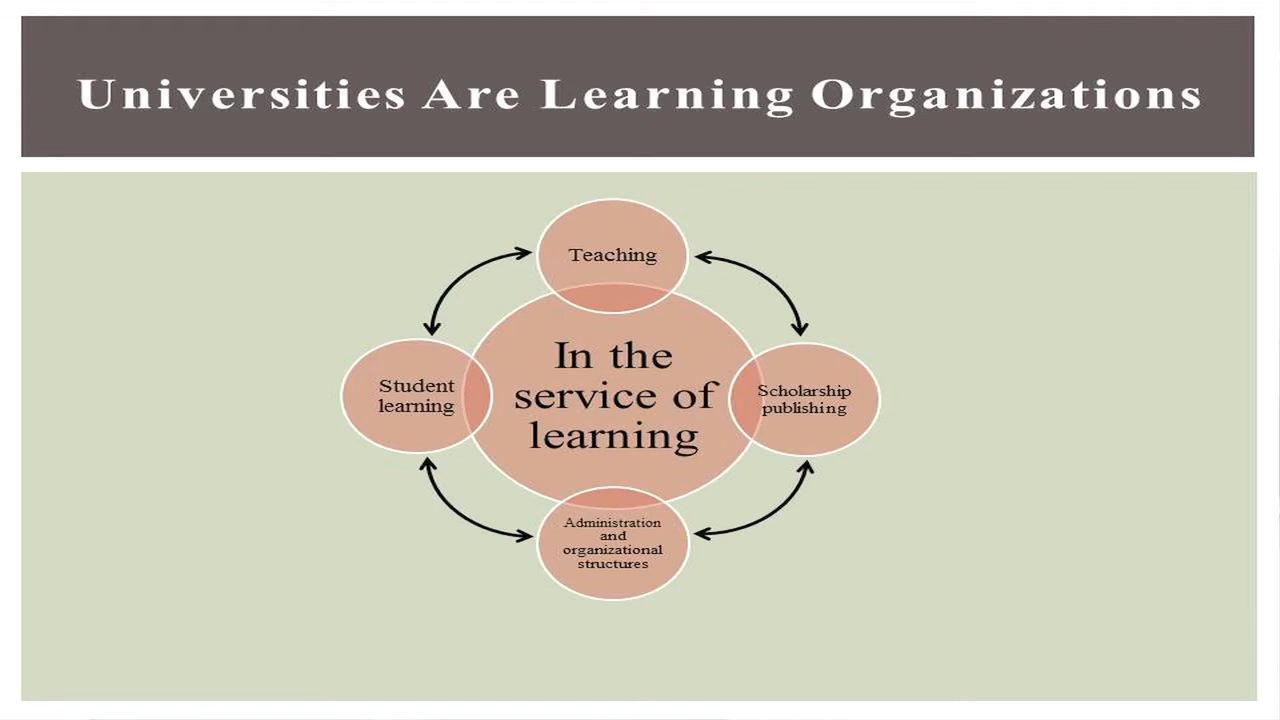 Universities Are Learning Organizations
Teaching
In the
service of
learning
Student
learning
Scholarship
publishing
Administration
and
organizational
structures